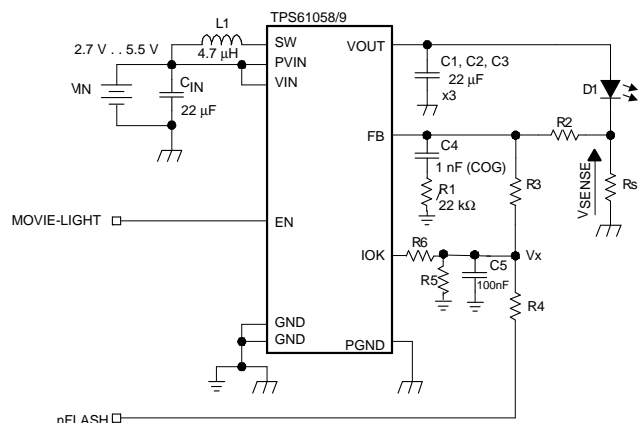 TPS61058/9
L1
4.7 µH
SW
VOUT
2.7 V . . 5.5 V
PVIN
VIN
C1, C2, C3
22 µF
x3
VIN
CIN
22 µF
D1
R2
FB
C4
1 nF (COG)
R1
22 kΩ
R3
VSENSE
Rs
MOVIE-LIGHT
EN
IOK
R6
R5
C5
100nF
Vx
R4
GND
GND
PGND
nFLASH